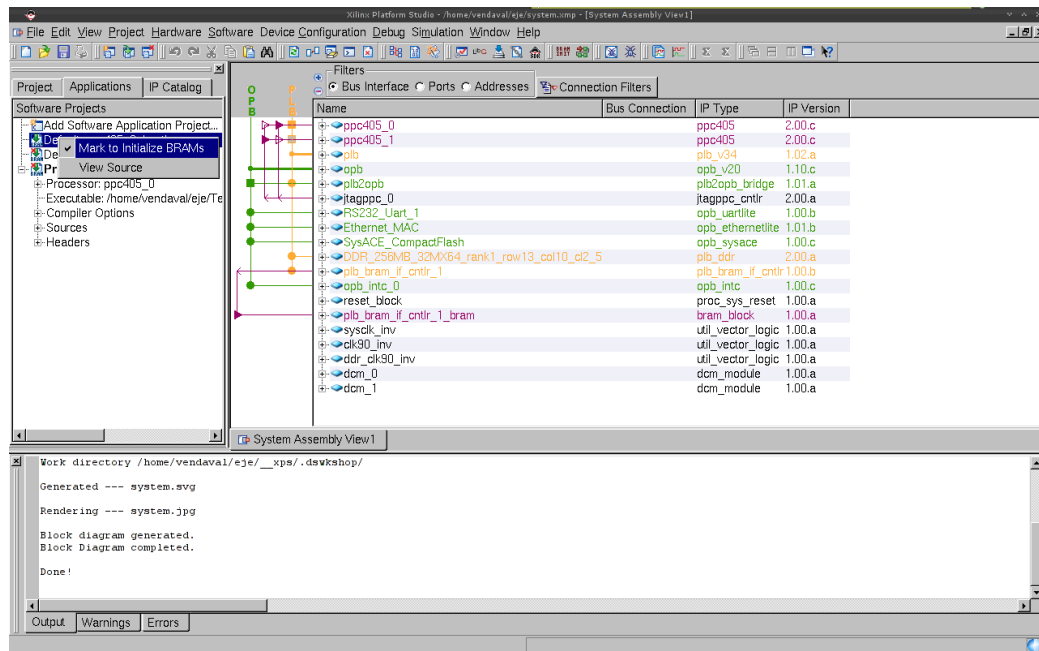 Xilinx Platform Studio - /home/vendaval/eje/system.xmp - [System Assembly View1]
File Edit View Project Hardware Software Device Configuration Debug Simulation Window Help
Project Applications IP Catalog
Software Projects
Add Software Application Project...
Mark to Initialize BRAMs
View Source
Processor: ppc405_0
Executable: /home/vendaval/eje/Te
Compiler Options
Sources
Headers
OPB
PLB
Filters
Bus Interface Ports Addresses Connection Filters
Name Bus Connection IP Type IP Version
ppc405_0 ppc405 2.00.c
ppc405_1 ppc405 2.00.c
plb plb_v34 1.02.a
opb opb_v20 1.10.c
plb2opb plb2opb_bridge 1.01.a
jtagppc_0 jtagppc_cntlr 2.00.a
RS232_Uart_1 opb_uartlite 1.00.b
Ethernet_MAC opb_ethernetlite 1.01.b
SysACE_CompactFlash opb_sysace 1.00.c
DDR_256MB_32MX64_rank1_row13_col10_cl2_5 plb_ddr 2.00.a
plb_bram_if_cntlr_1 plb_bram_if_cntlr 1.00.b
opb_intc_0 opb_intc 1.00.c
reset_block proc_sys_reset 1.00.a
plb_bram_if_cntlr_1_bram bram_block 1.00.a
sysclk_inv util_vector_logic 1.00.a
clk90_inv util_vector_logic 1.00.a
ddr_clk90_inv util_vector_logic 1.00.a
dcm_0 dcm_module 1.00.a
dcm_1 dcm_module 1.00.a
System Assembly View1
Work directory /home/vendaval/eje/__xps/.dswkshop/
Generated --- system.svg
Rendering --- system.jpg
Block diagram generated.
Block Diagram completed.
Done!
Output Warnings Errors